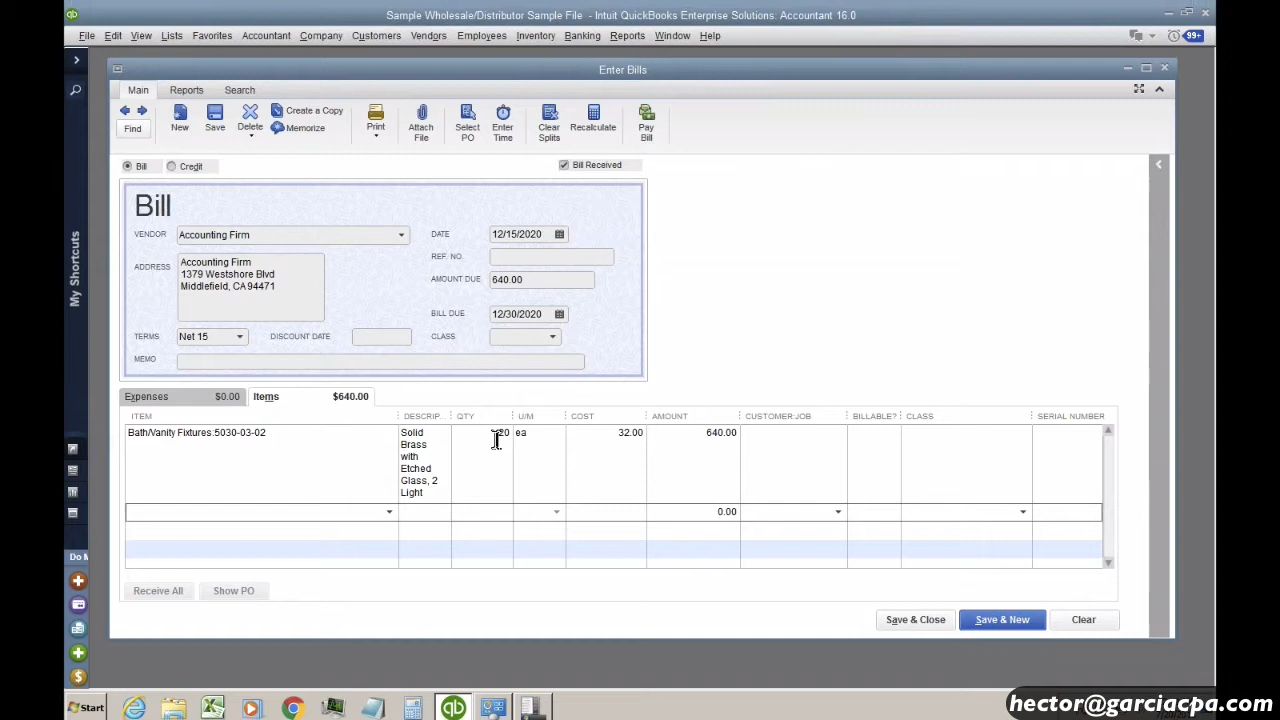 Sample Wholesale/Distributor Sample File - Intuit QuickBooks Enterprise Solutions: Accountant 16.0
File Edit View Lists Favorites Accountant Company Customers Vendors Employees Inventory Banking Reports Window Help 99+
Enter Bills
Main Reports Search
Find New Save Delete Create a Copy Memorize Print Attach File Select PO Enter Time Clear Splits Recalculate Pay Bill
Bill Credit Bill Received
Bill
VENDOR Accounting Firm DATE 12/15/2020
ADDRESS Accounting Firm REF. NO.
1379 Westshore Blvd AMOUNT DUE 640.00
Middlefield, CA 94471
BILL DUE 12/30/2020
TERMS Net 15 DISCOUNT DATE CLASS
MEMO
Expenses $0.00 Items $640.00
ITEM DESCRIP... QTY U/M COST AMOUNT CUSTOMER:JOB BILLABLE? CLASS SERIAL NUMBER
Bath/Vanity Fixtures:5030-03-02 Solid 20 ea 32.00 640.00
Brass
with
Etched
Glass, 2
Light
0.00
Receive All Show PO
Save & Close Save & New Clear
My Shortcuts
Do M
Start
hector@garciacpa.com